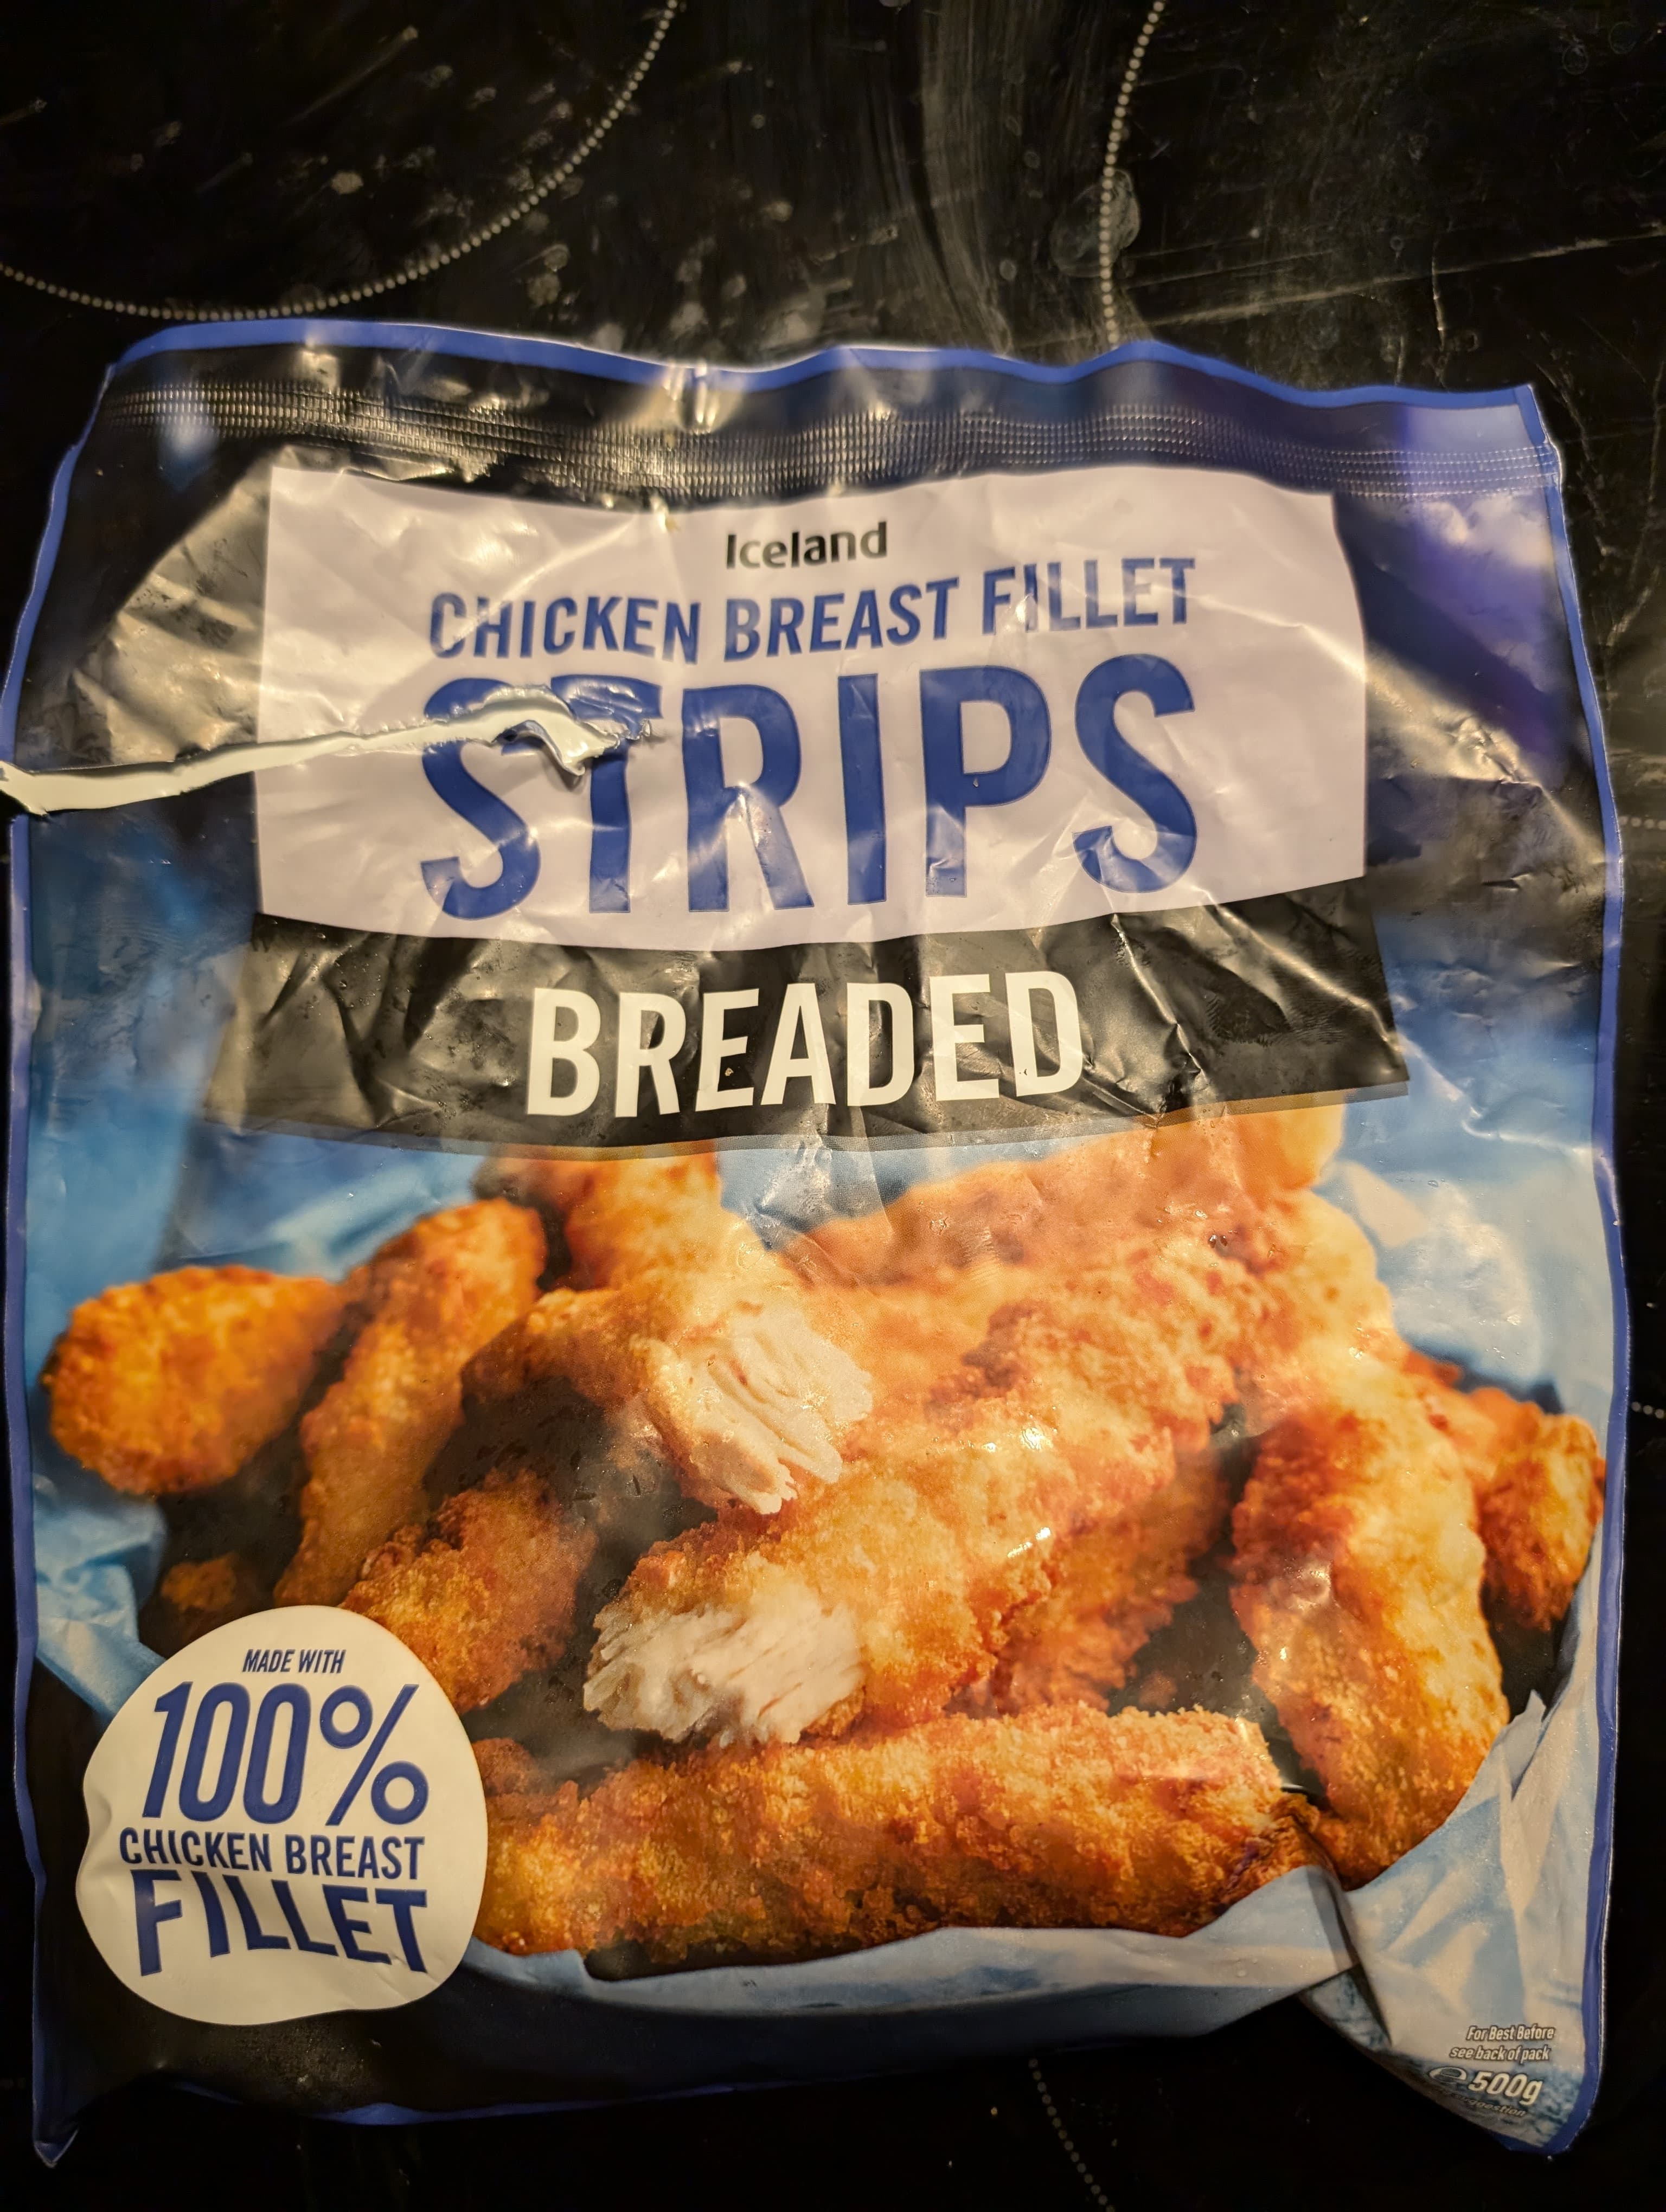 Iceland
CHICKEN BREAST FILLET
STRIPS
BREADED
MADE WITH
100%
CHICKEN BREAST
FILLET
For Best Before
see back of pack
℮ 500g
suggestion